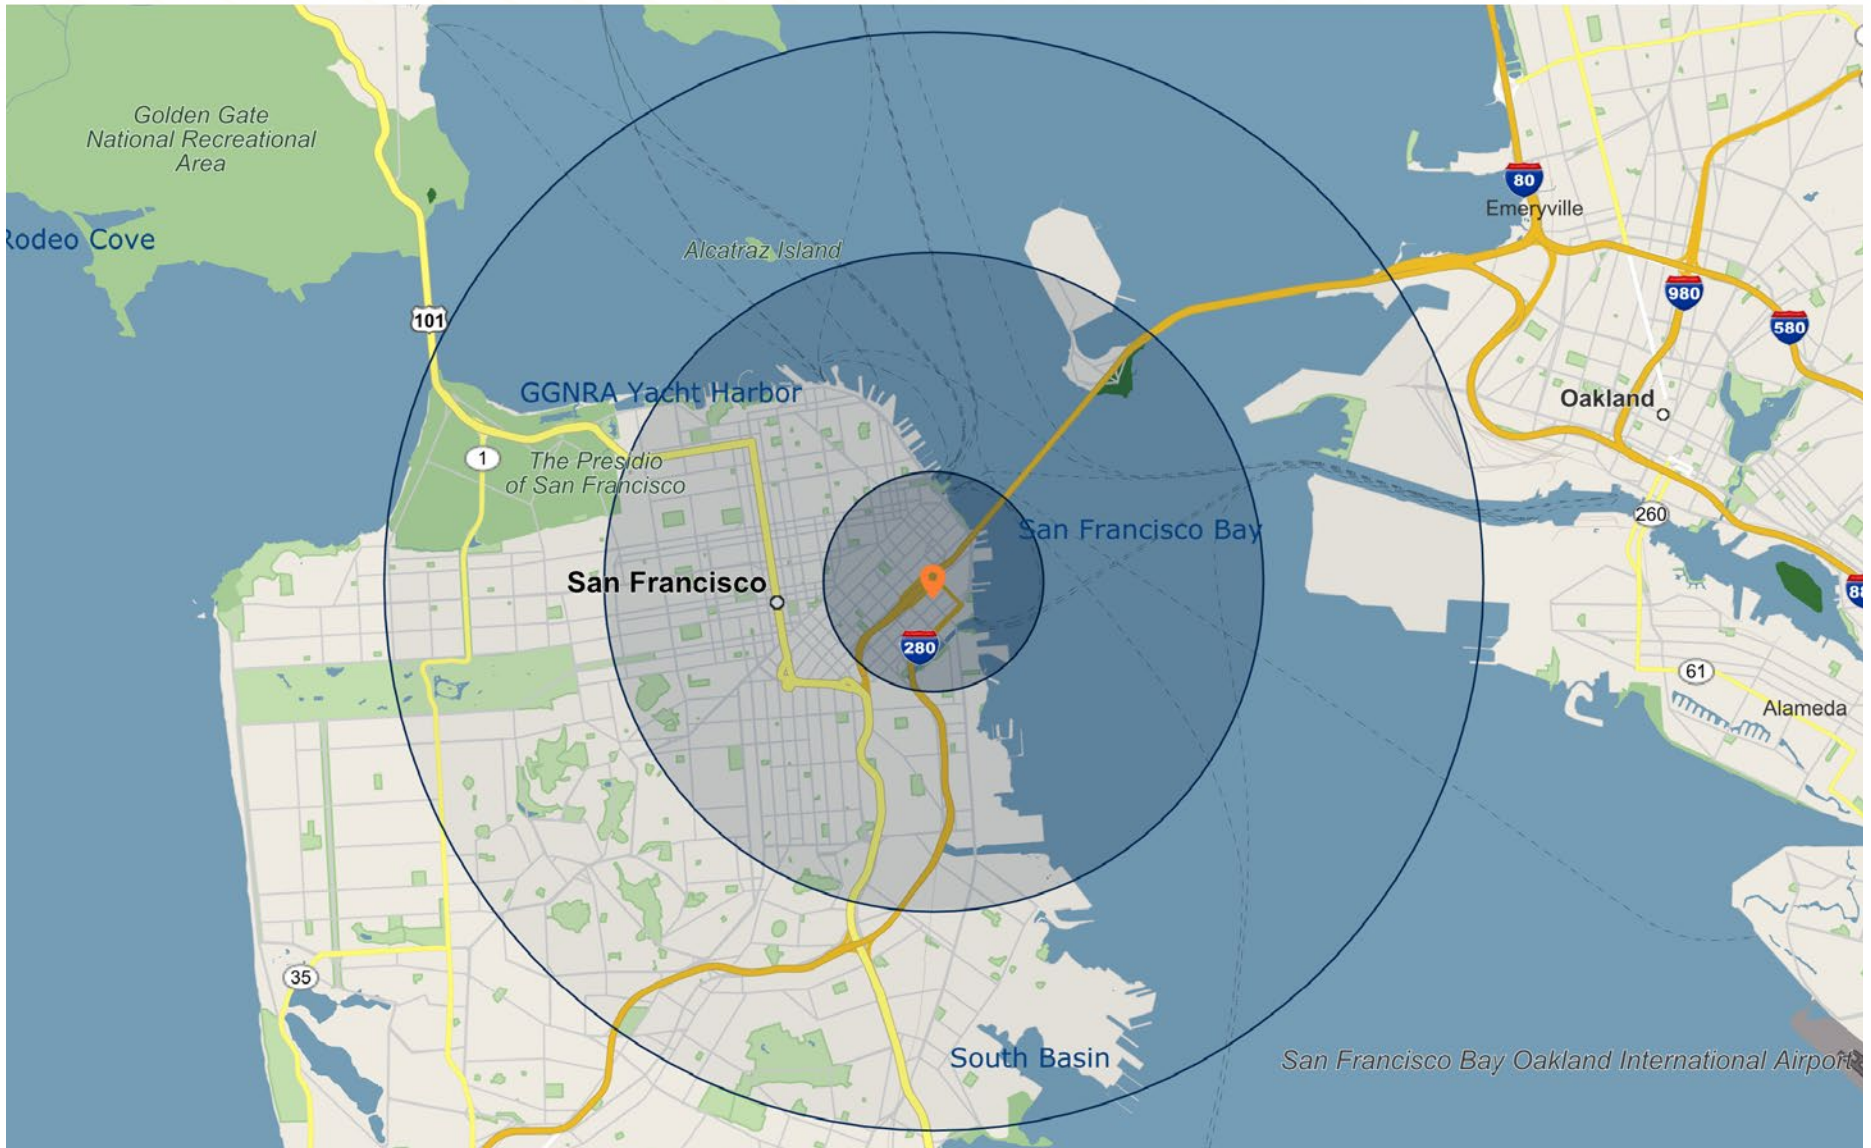 Golden Gate
National Recreational
Area
80
Emeryville
Rodeo Cove
Alcatraz Island
980
101
580
GGNRA Yacht Harbor
Oakland
1
The Presidio
of San Francisco
260
San Francisco Bay
San Francisco
280
61
Alameda
35
South Basin
San Francisco Bay Oakland International Airport